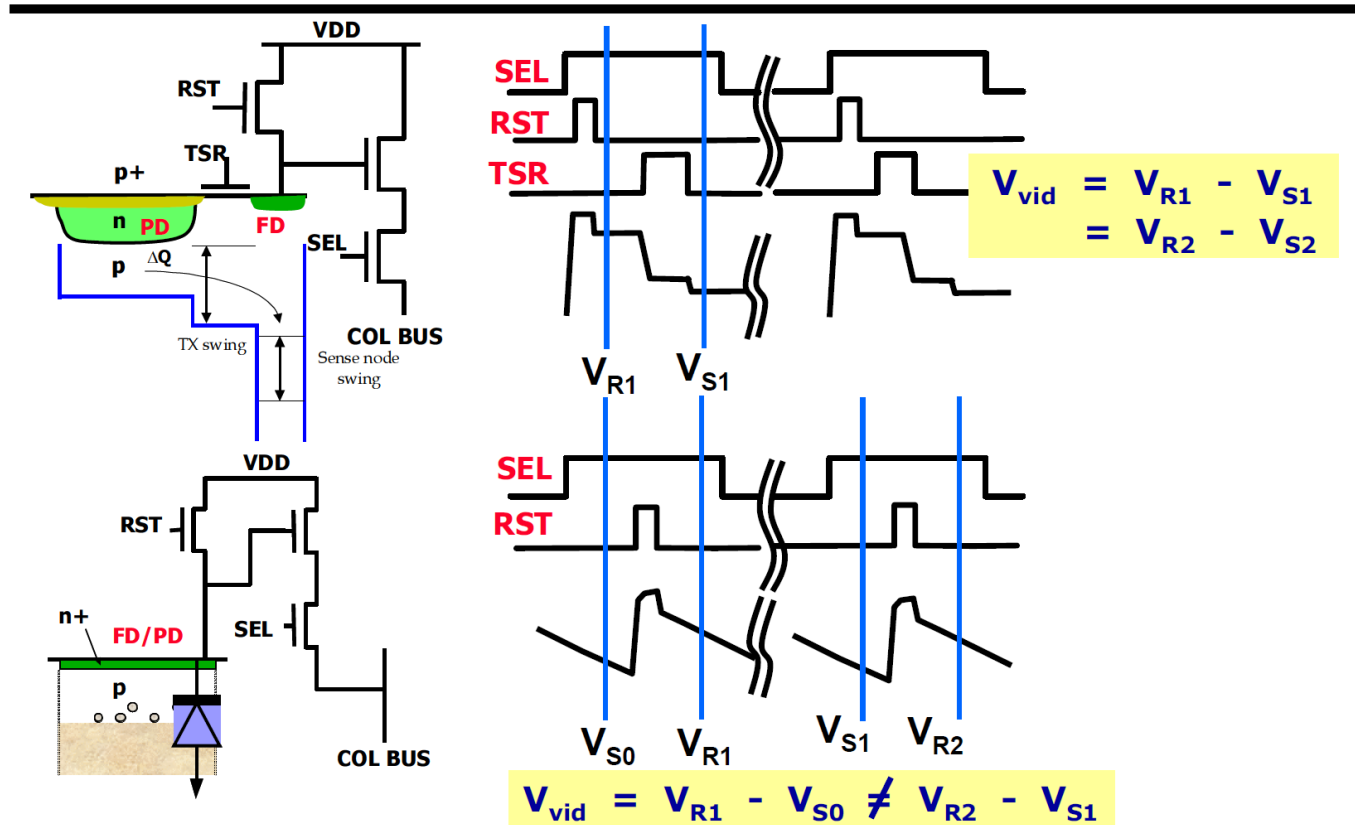 VDD
RST
TSR
p+
n PD
FD
SEL
p
ΔQ
TX swing
Sense node
swing
COL BUS
SEL
RST
TSR
V_R1 V_S1
V_vid = V_R1 - V_S1
= V_R2 - V_S2
VDD
RST
n+
FD/PD
SEL
p
COL BUS
SEL
RST
V_S0 V_R1 V_S1 V_R2
V_vid = V_R1 - V_S0 ≠ V_R2 - V_S1